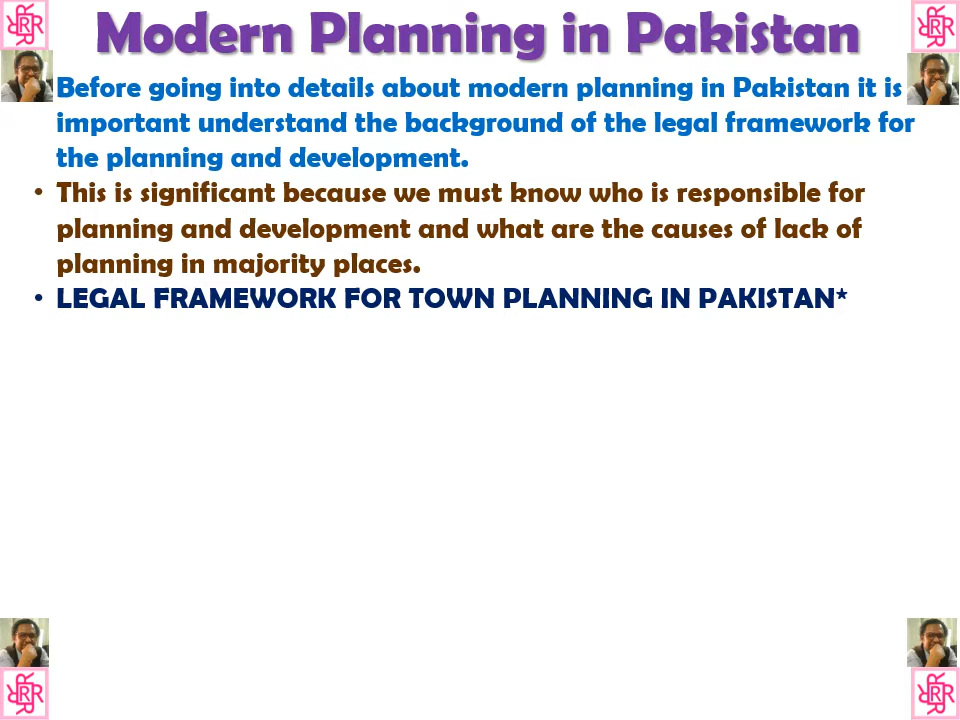 Modern Planning in Pakistan
Before going into details about modern planning in Pakistan it is
important understand the background of the legal framework for
the planning and development.
• This is significant because we must know who is responsible for
planning and development and what are the causes of lack of
planning in majority places.
• LEGAL FRAMEWORK FOR TOWN PLANNING IN PAKISTAN*